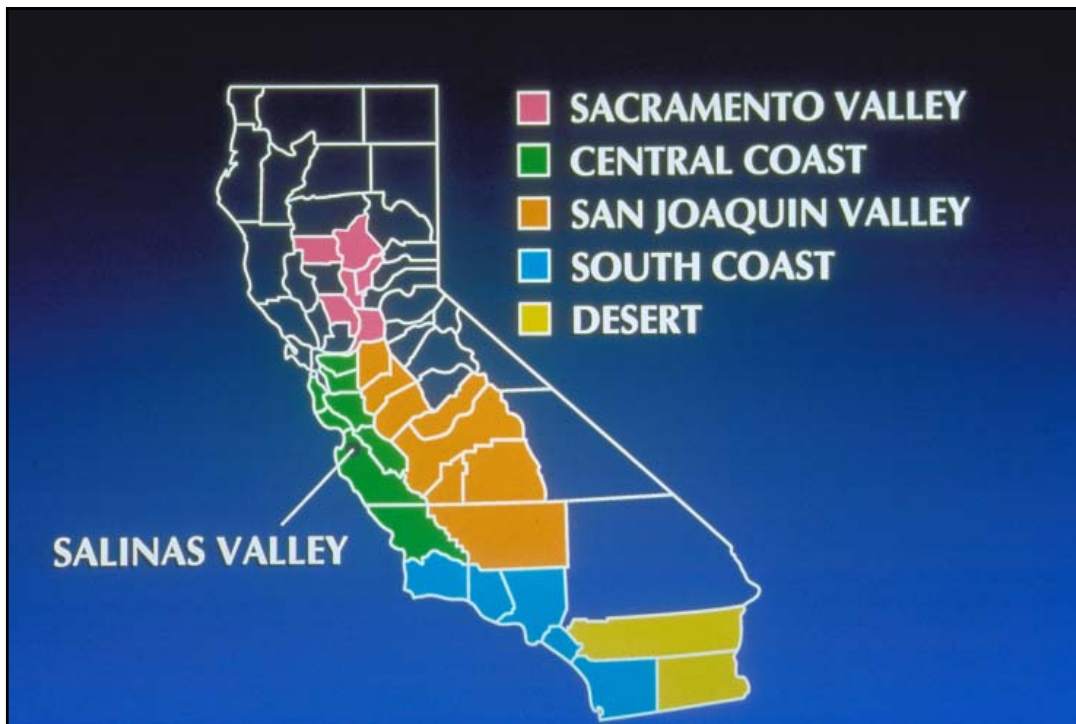 SACRAMENTO VALLEY
CENTRAL COAST
SAN JOAQUIN VALLEY
SOUTH COAST
DESERT
SALINAS VALLEY